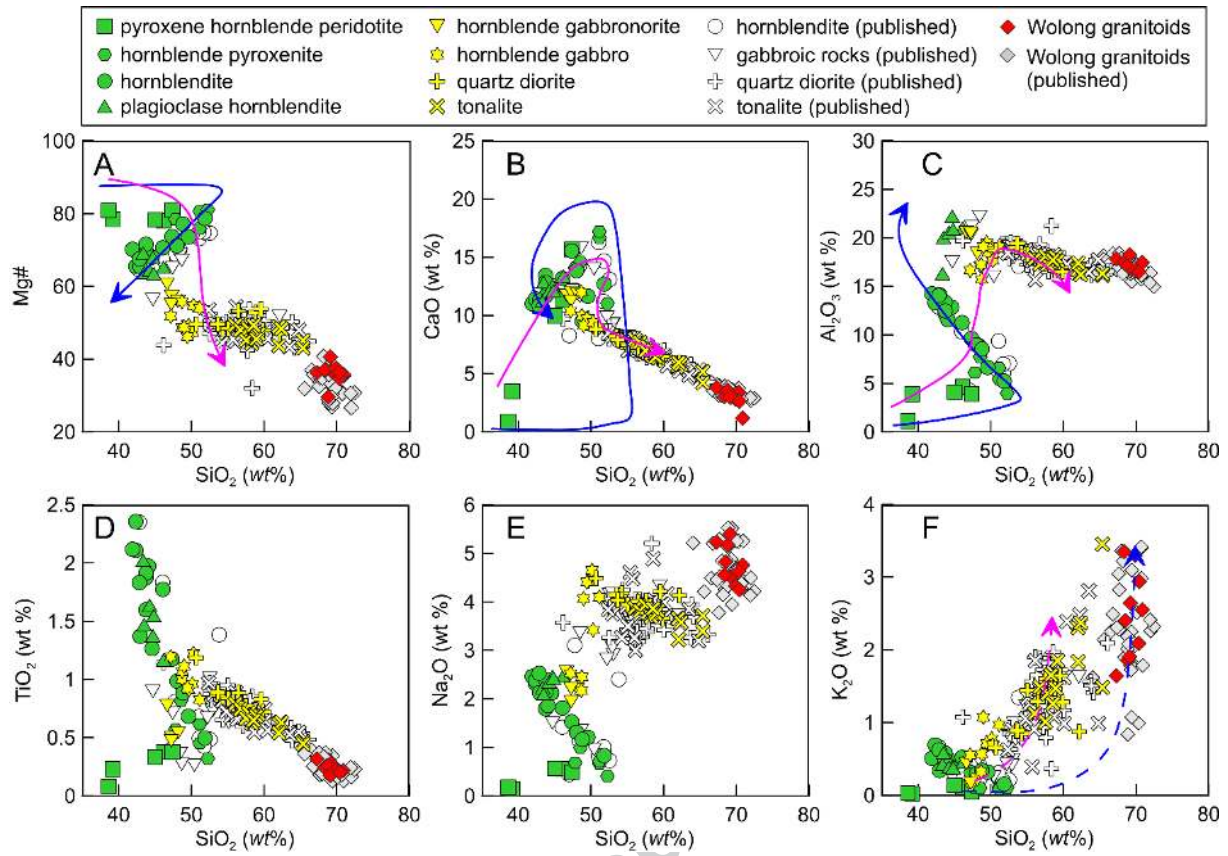 pyroxene hornblende peridotite
hornblende pyroxenite
hornblendite
plagioclase hornblendite
hornblende gabbronorite
hornblende gabbro
quartz diorite
tonalite
hornblendite (published)
gabbroic rocks (published)
quartz diorite (published)
tonalite (published)
Wolong granitoids
Wolong granitoids
(published)
A
Mg#
100
80
60
40
20
40 50 60 70 80
SiO2 (wt%)
B
CaO (wt %)
25
20
15
10
5
0
40 50 60 70 80
SiO2 (wt%)
C
Al2O3 (wt %)
30
25
20
15
10
5
0
40 50 60 70 80
SiO2 (wt%)
D
TiO2 (wt %)
2.5
2
1.5
1
0.5
0
40 50 60 70 80
SiO2 (wt%)
E
Na2O (wt %)
6
5
4
3
2
1
0
40 50 60 70 80
SiO2 (wt%)
F
K2O (wt %)
4
3
2
1
0
40 50 60 70 80
SiO2 (wt%)